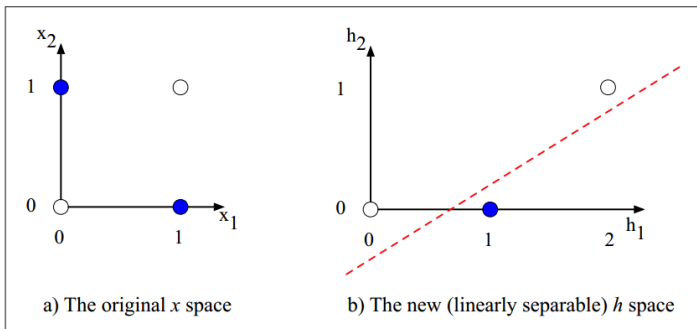 x2
1
0
0
1
x1
a) The original x space
h2
1
0
0
1
2
h1
b) The new (linearly separable) h space